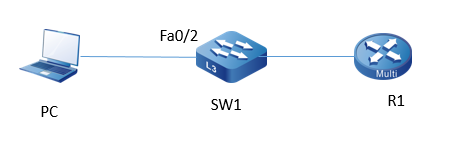 Fa0/2
L3
Multi
PC
SW1
R1